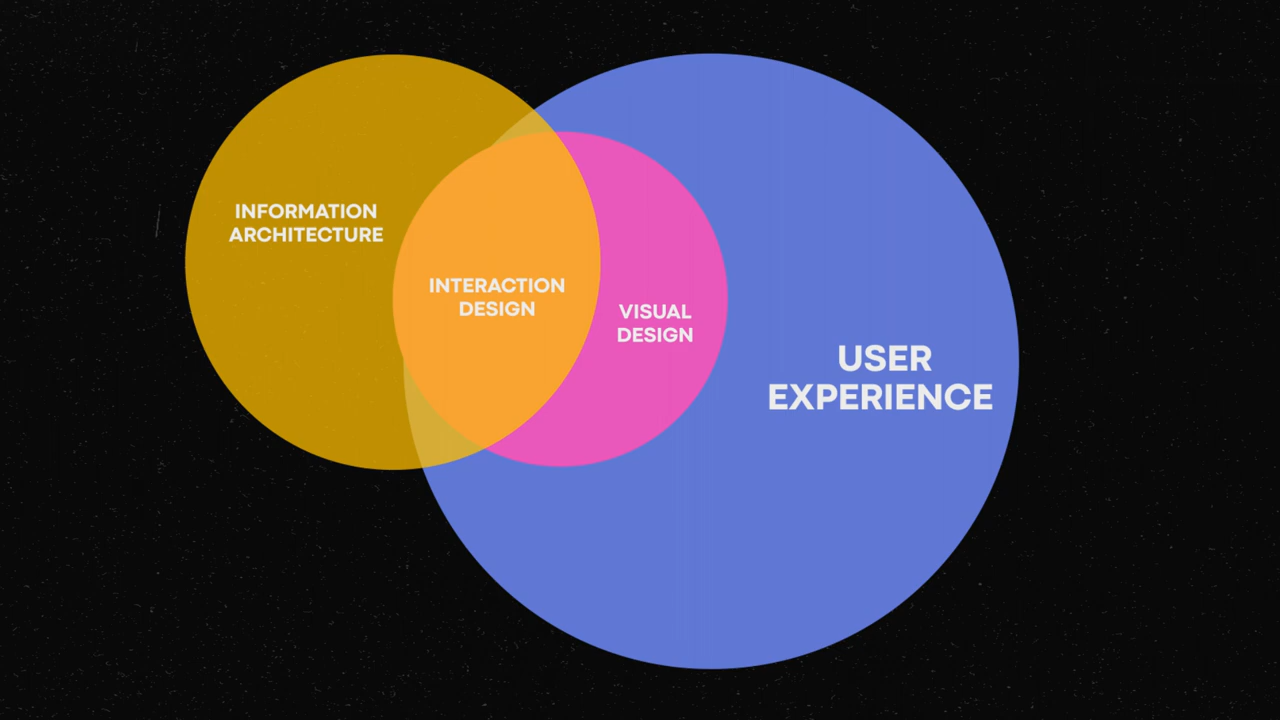 INFORMATION
ARCHITECTURE
INTERACTION
DESIGN
VISUAL
DESIGN
USER
EXPERIENCE